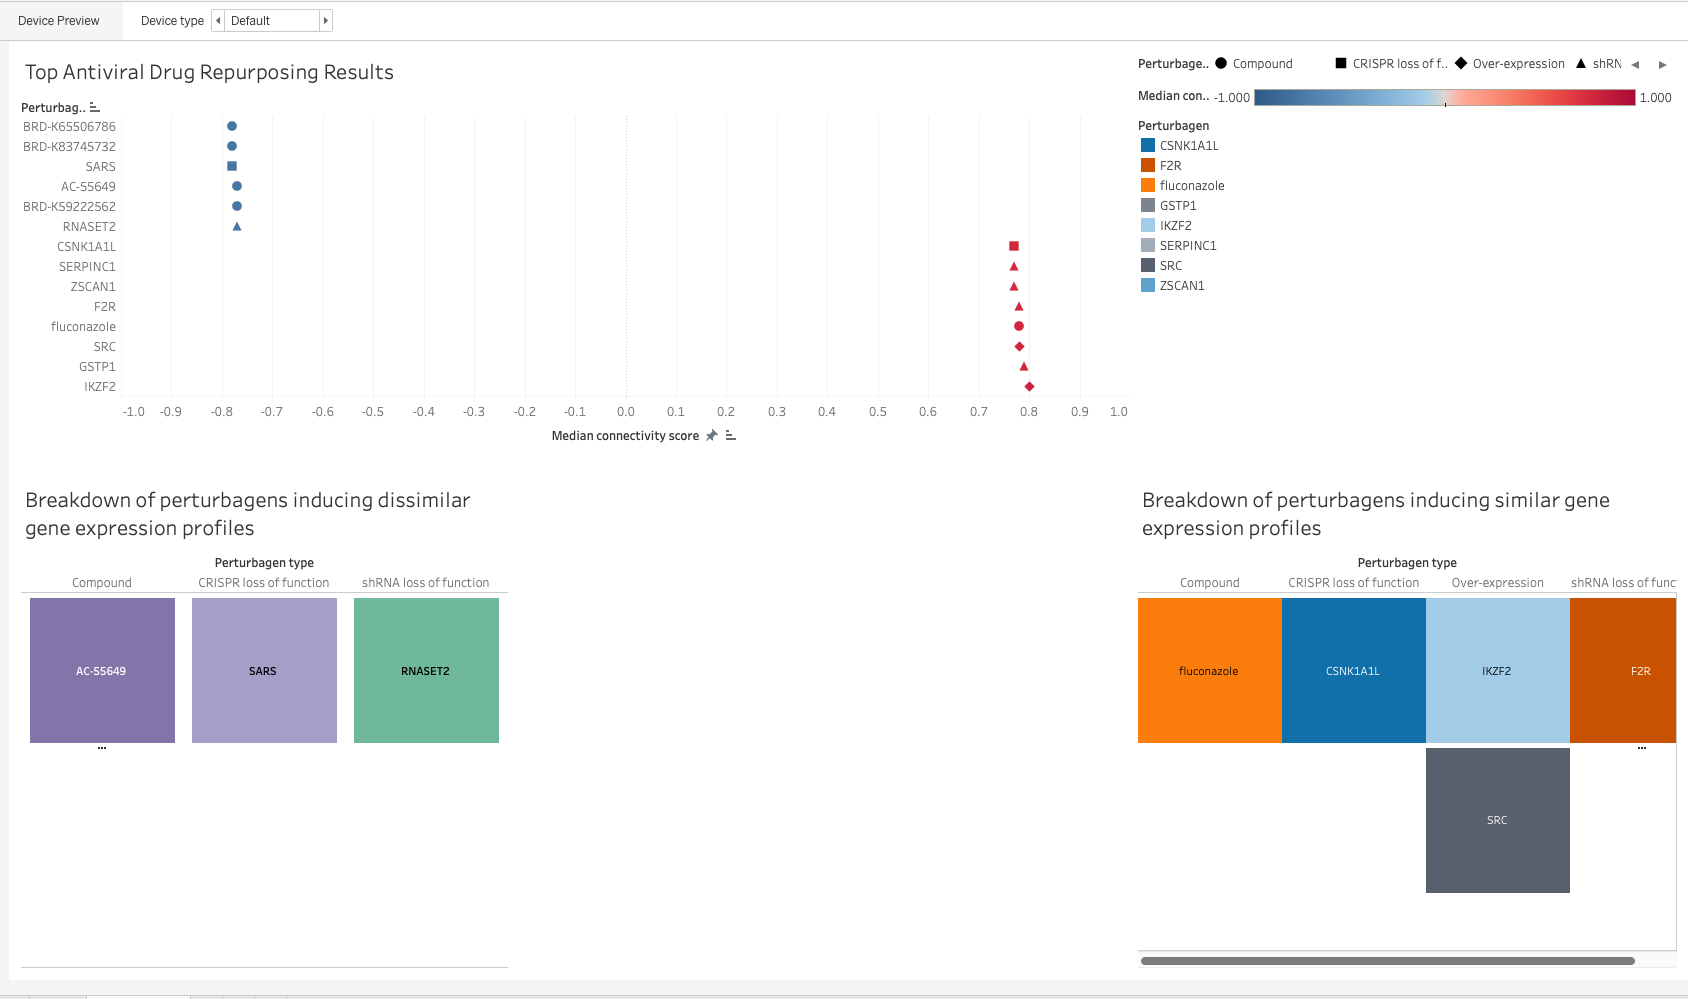 Device Preview
Device type
Default
Top Antiviral Drug Repurposing Results
Perturbag..
BRD-K65506786
BRD-K83745732
SARS
AC-55649
BRD-K59222562
RNASET2
CSNK1A1L
SERPINC1
ZSCAN1
F2R
fluconazole
SRC
GSTP1
IKZF2
-1.0 -0.9 -0.8 -0.7 -0.6 -0.5 -0.4 -0.3 -0.2 -0.1 0.0 0.1 0.2 0.3 0.4 0.5 0.6 0.7 0.8 0.9 1.0
Median connectivity score
Perturbage.. Compound CRISPR loss of f.. Over-expression shRN
Median con.. -1.000 1.000
Perturbagen
CSNK1A1L
F2R
fluconazole
GSTP1
IKZF2
SERPINC1
SRC
ZSCAN1
Breakdown of perturbagens inducing dissimilar
gene expression profiles
Perturbagen type
Compound CRISPR loss of function shRNA loss of function
AC-55649 SARS RNASET2
...
Breakdown of perturbagens inducing similar gene
expression profiles
Perturbagen type
Compound CRISPR loss of function Over-expression shRNA loss of func
fluconazole CSNK1A1L IKZF2 F2R
...
SRC